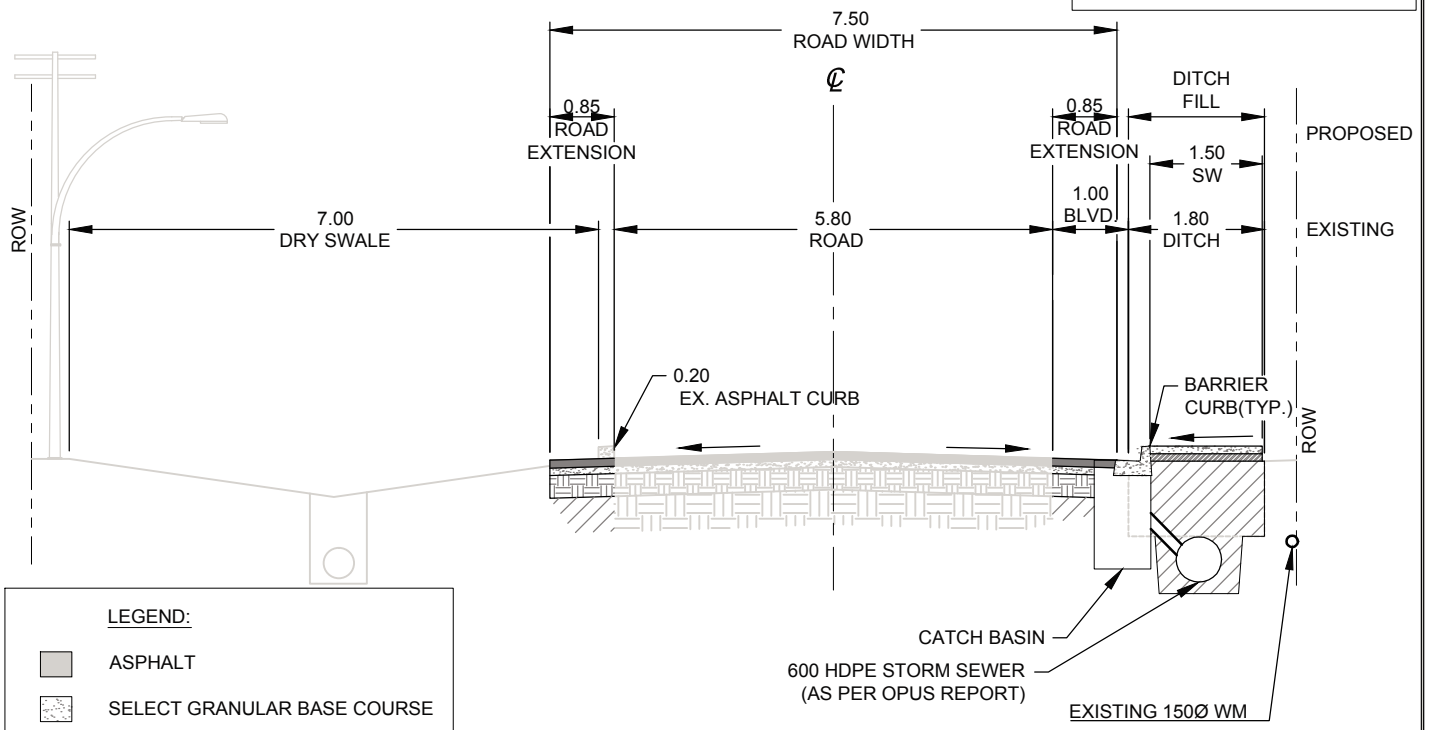 7.50
ROAD WIDTH
℄
DITCH
FILL
0.85
ROAD
EXTENSION
0.85
ROAD
EXTENSION
PROPOSED
1.50
SW
1.00
BLVD.
ROW
7.00
DRY SWALE
5.80
ROAD
1.80
DITCH
EXISTING
0.20
EX. ASPHALT CURB
BARRIER
CURB(TYP.)
ROW
LEGEND:
ASPHALT
SELECT GRANULAR BASE COURSE
CATCH BASIN
600 HDPE STORM SEWER
(AS PER OPUS REPORT)
EXISTING 150Ø WM